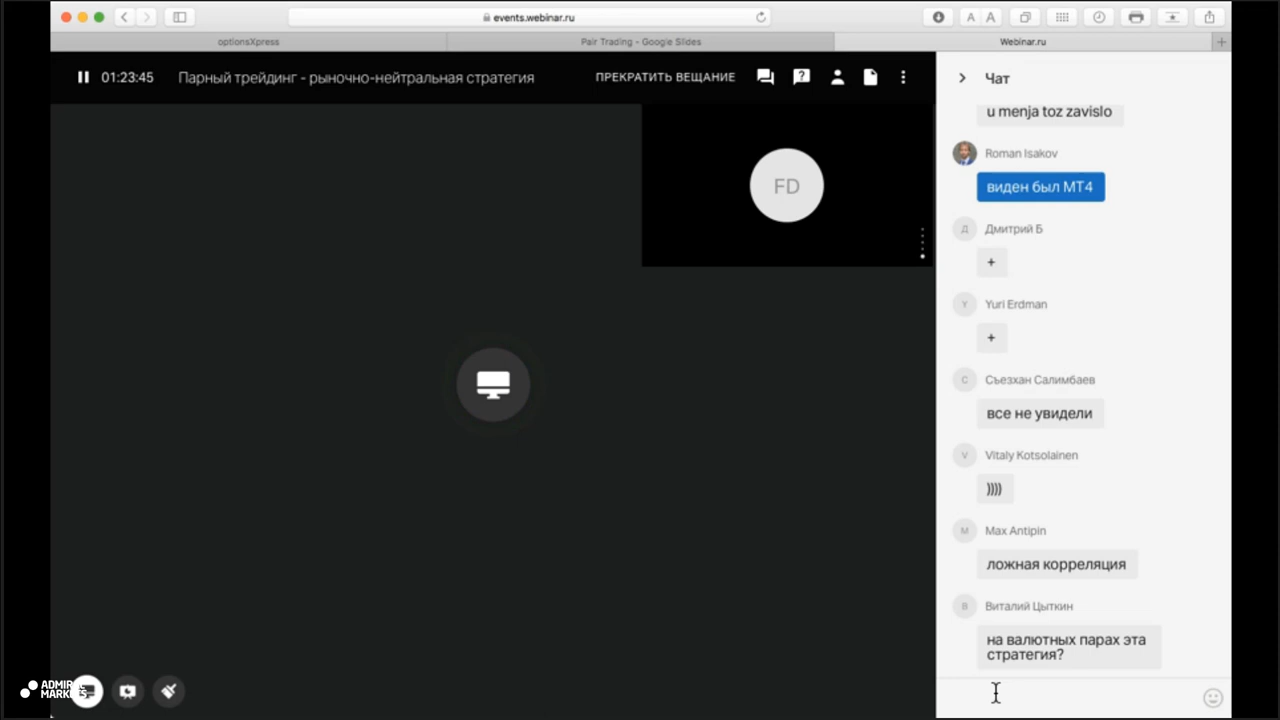 events.webinar.ru
A A
optionsXpress
Pair Trading - Google Slides
Webinar.ru
01:23:45
Парный трейдинг - рыночно-нейтральная стратегия
ПРЕКРАТИТЬ ВЕЩАНИЕ
?
Чат
FD
u menja toz zavislo
Roman Isakov
виден был МТ4
Д
Дмитрий Б
+
Y
Yuri Erdman
+
С
Съезхан Салимбаев
все не увидели
V
Vitaly Kotsolainen
))))
M
Max Antipin
ложная корреляция
В
Виталий Цыткин
на валютных парах эта
стратегия?